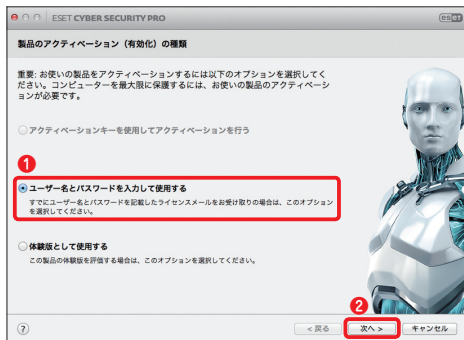 ESET CYBER SECURITY PRO
eset
製品のアクティベーション（有効化）の種類
重要: お使いの製品をアクティベーションするには以下のオプションを選択してく
ださい。コンピューターを最大限に保護するには、お使いの製品のアクティベーシ
ョンが必要です。
アクティベーションキーを使用してアクティベーションを行う
1
ユーザー名とパスワードを入力して使用する
すでにユーザー名とパスワードを記載したライセンスメールをお受け取りの場合は、このオプション
を選択してください。
体験版として使用する
この製品の体験版を評価する場合は、このオプションを選択してください。
2
?
< 戻る
次へ >
キャンセル